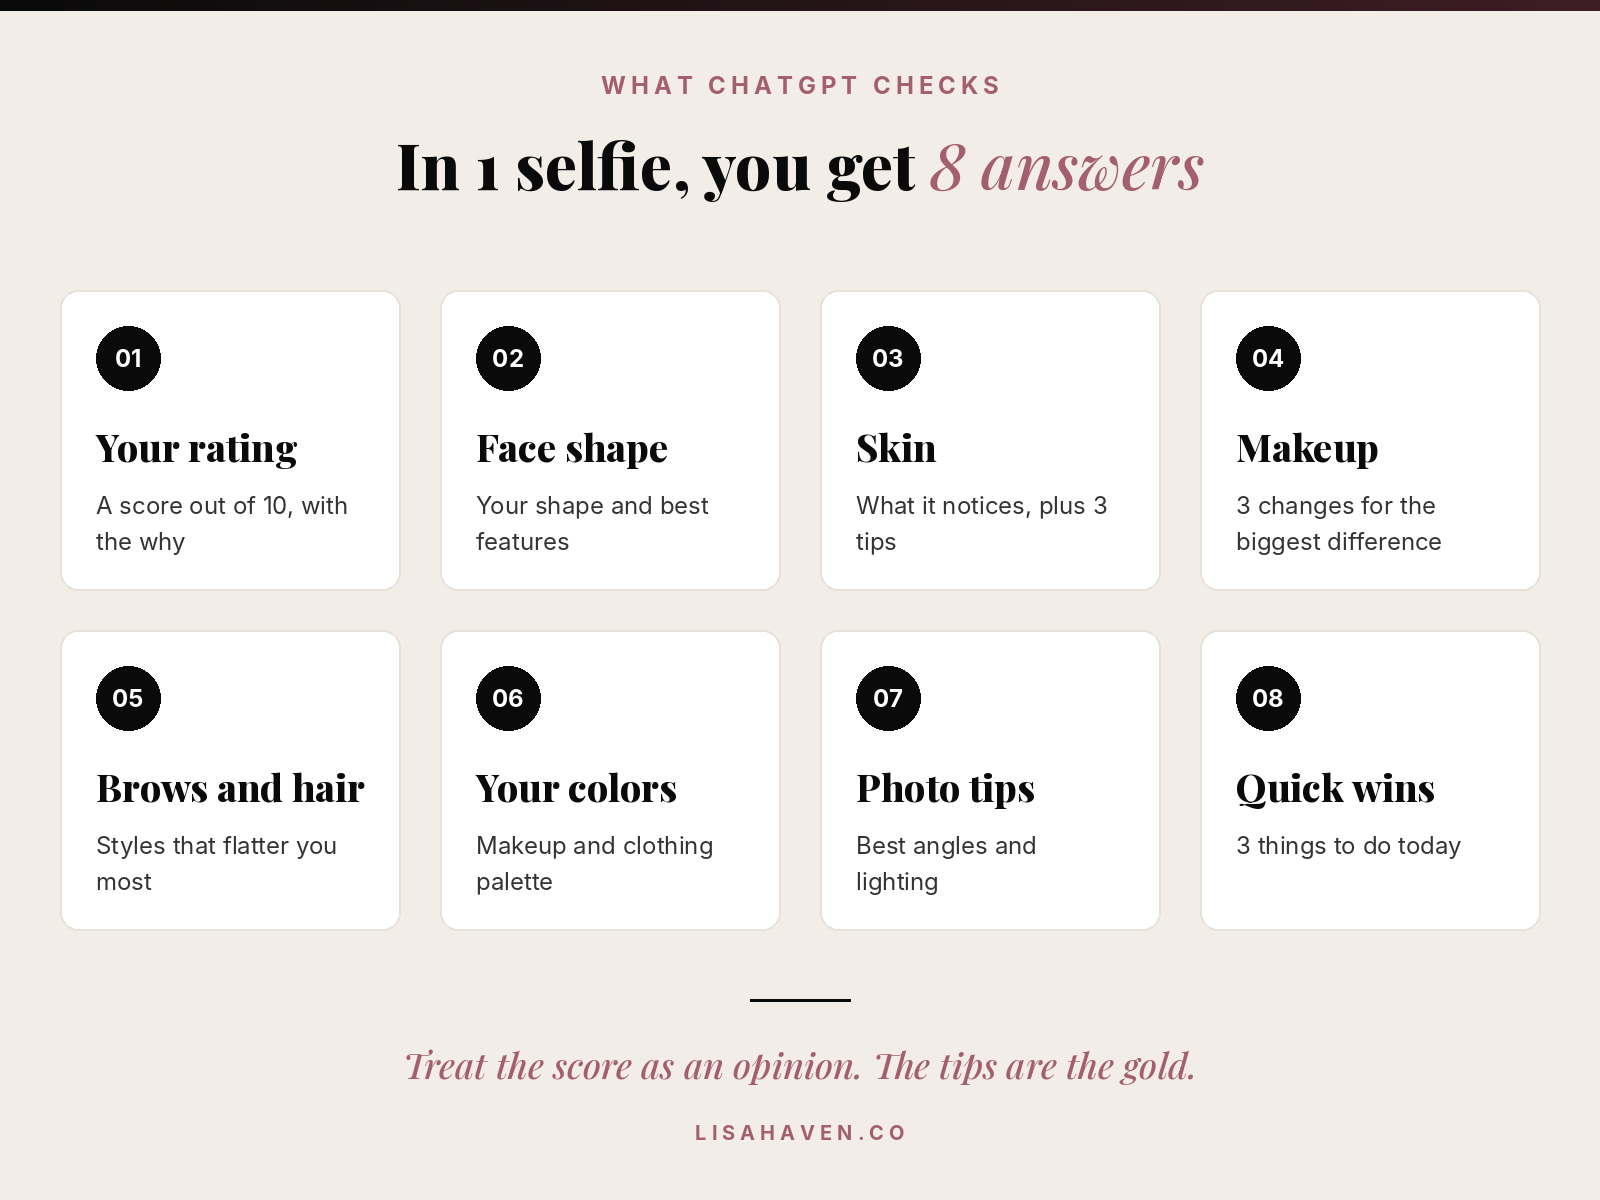 WHAT CHATGPT CHECKS
In 1 selfie, you get 8 answers
01
Your rating
A score out of 10, with
the why
02
Face shape
Your shape and best
features
03
Skin
What it notices, plus 3
tips
04
Makeup
3 changes for the
biggest difference
05
Brows and hair
Styles that flatter you
most
06
Your colors
Makeup and clothing
palette
07
Photo tips
Best angles and
lighting
08
Quick wins
3 things to do today
Treat the score as an opinion. The tips are the gold.
LISAHAVEN.CO